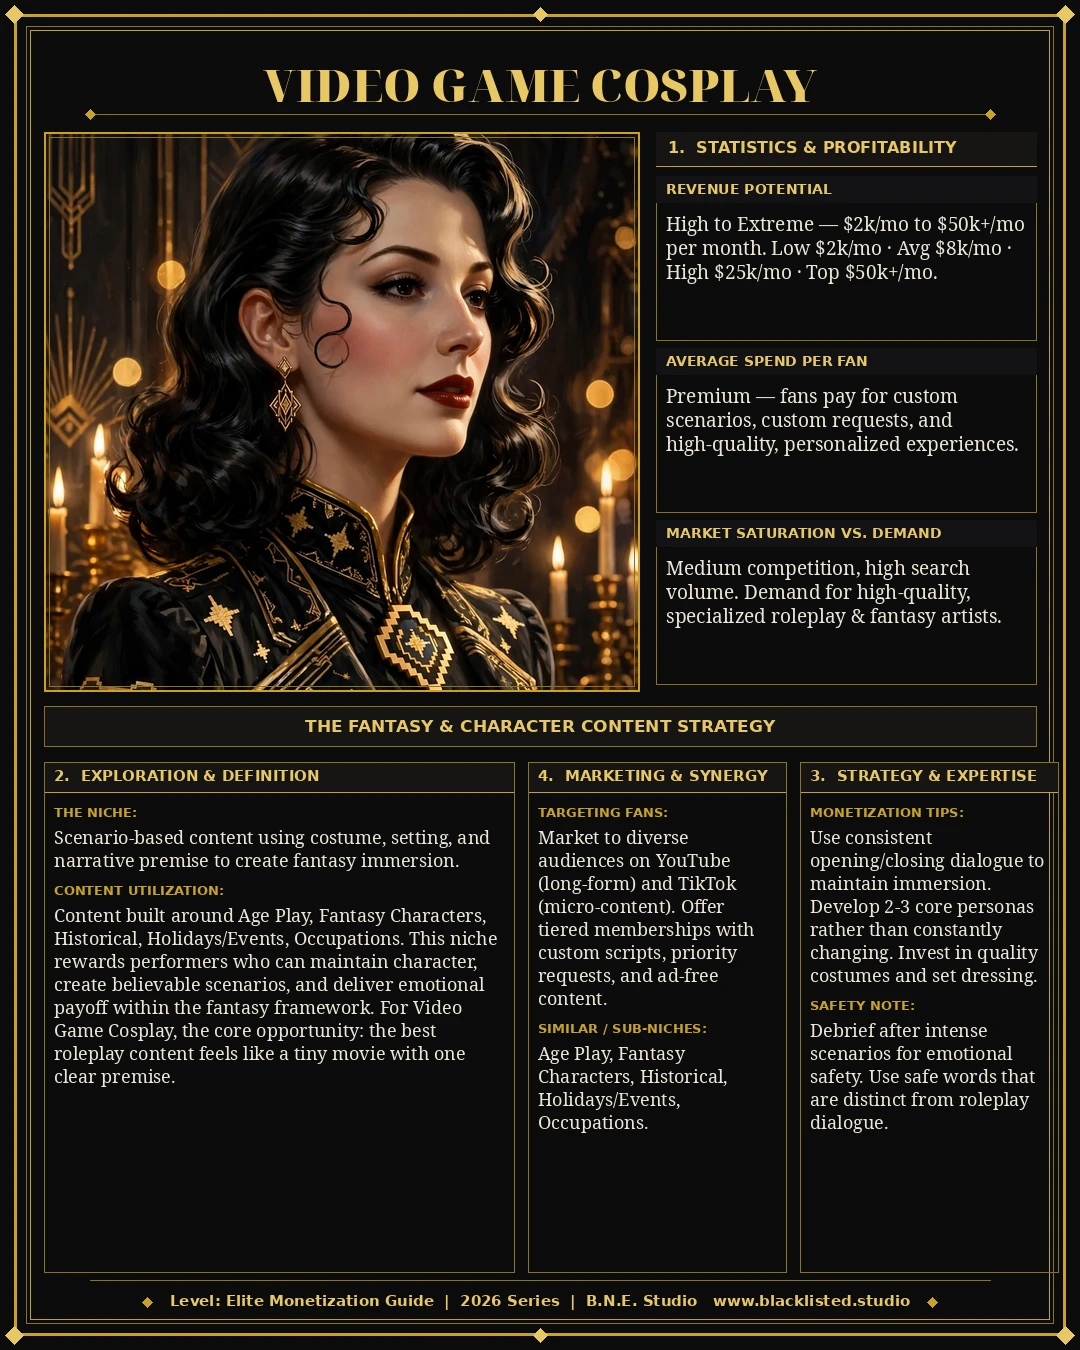 VIDEO GAME COSPLAY
1. STATISTICS & PROFITABILITY
REVENUE POTENTIAL
High to Extreme — $2k/mo to $50k+/mo
per month. Low $2k/mo · Avg $8k/mo ·
High $25k/mo · Top $50k+/mo.
AVERAGE SPEND PER FAN
Premium — fans pay for custom
scenarios, custom requests, and
high-quality, personalized experiences.
MARKET SATURATION VS. DEMAND
Medium competition, high search
volume. Demand for high-quality,
specialized roleplay & fantasy artists.
THE FANTASY & CHARACTER CONTENT STRATEGY
2. EXPLORATION & DEFINITION
THE NICHE:
Scenario-based content using costume, setting, and
narrative premise to create fantasy immersion.
CONTENT UTILIZATION:
Content built around Age Play, Fantasy Characters,
Historical, Holidays/Events, Occupations. This niche
rewards performers who can maintain character,
create believable scenarios, and deliver emotional
payoff within the fantasy framework. For Video
Game Cosplay, the core opportunity: the best
roleplay content feels like a tiny movie with one
clear premise.
4. MARKETING & SYNERGY
TARGETING FANS:
Market to diverse
audiences on YouTube
(long-form) and TikTok
(micro-content). Offer
tiered memberships with
custom scripts, priority
requests, and ad-free
content.
SIMILAR / SUB-NICHES:
Age Play, Fantasy
Characters, Historical,
Holidays/Events,
Occupations.
3. STRATEGY & EXPERTISE
MONETIZATION TIPS:
Use consistent
opening/closing dialogue to
maintain immersion.
Develop 2-3 core personas
rather than constantly
changing. Invest in quality
costumes and set dressing.
SAFETY NOTE:
Debrief after intense
scenarios for emotional
safety. Use safe words that
are distinct from roleplay
dialogue.
Level: Elite Monetization Guide | 2026 Series | B.N.E. Studio www.blacklisted.studio